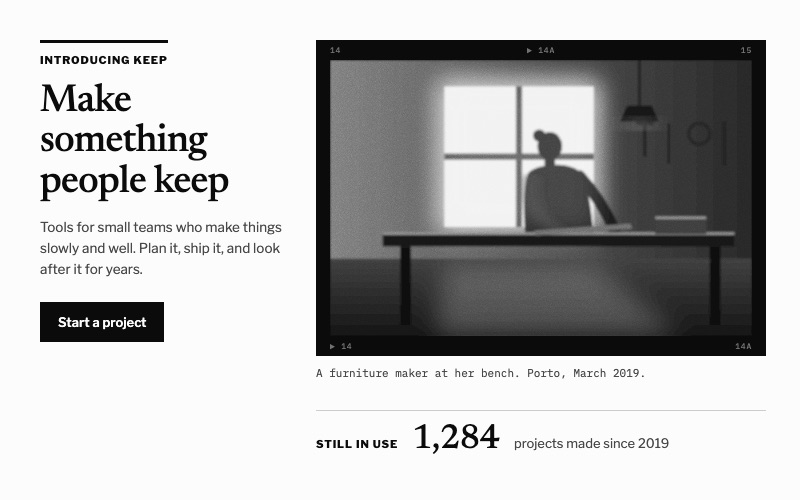 INTRODUCING KEEP
Make
something
people keep
Tools for small teams who make things
slowly and well. Plan it, ship it, and look
after it for years.
Start a project
14 ▶ 14A 15
▶ 14 14A
A furniture maker at her bench. Porto, March 2019.
STILL IN USE 1,284 projects made since 2019